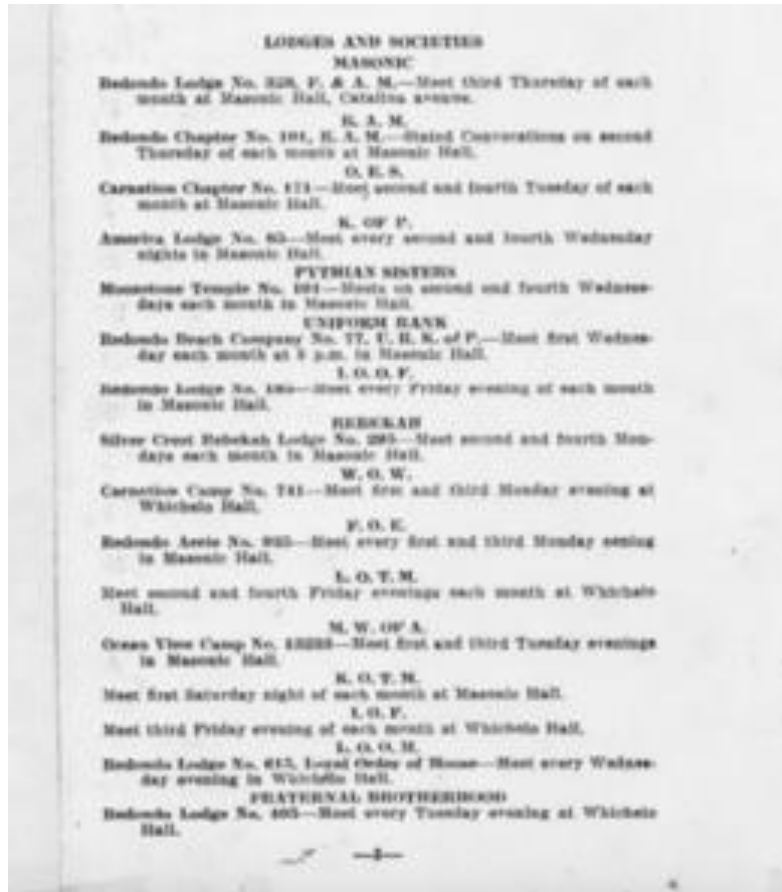 LODGES AND SOCIETIES
MASONIC
Redondo Lodge No. 328, F. & A. M.—Meet third Thursday of each
month at Masonic Hall, Catalina avenue.
R. A. M.
Redondo Chapter No. 101, R. A. M.—Stated Convocations on second
Thursday of each month at Masonic Hall.
O. E. S.
Carnation Chapter No. 171—Meet second and fourth Tuesday of each
month at Masonic Hall.
K. OF P.
America Lodge No. 85—Meet every second and fourth Wednesday
nights in Masonic Hall.
PYTHIAN SISTERS
Moonstone Temple No. 101—Meets on second and fourth Wednes-
days each month in Masonic Hall.
UNIFORM RANK
Redondo Beach Company No. 77, U. R. K. of P.—Meet first Wednes-
day each month at 8 p.m. in Masonic Hall.
I. O. O. F.
Redondo Lodge No. Meet every Friday evening of each month
in Masonic Hall.
REBEKAH
Silver Crest Rebekah Lodge No. 295—Meet second and fourth Mon-
days each month in Masonic Hall.
W. O. W.
Carnation Camp No. 741—Meet first and third Monday evening at
Whichelo Hall.
F. O. E.
Redondo Aerie No. 935—Meet every first and third Monday eening
in Masonic Hall.
L. O. T. M.
Meet second and fourth Friday evenings each month at Whichelo
Hall.
M. W. OF A.
Ocean View Camp No. Meet first and third Tuesday evenings
in Masonic Hall.
K. O. T. M.
Meet first Saturday night of each month at Masonic Hall.
I. O. F.
Meet third Friday evening of each month at Whichelo Hall.
L. O. O. M.
Redondo Lodge No. 615, Loyal Order of Moose—Meet every Wednes-
day evening in Whichelo Hall.
FRATERNAL BROTHERHOOD
Redondo Lodge No. Meet every Tuesday evening at Whichelo
Hall.